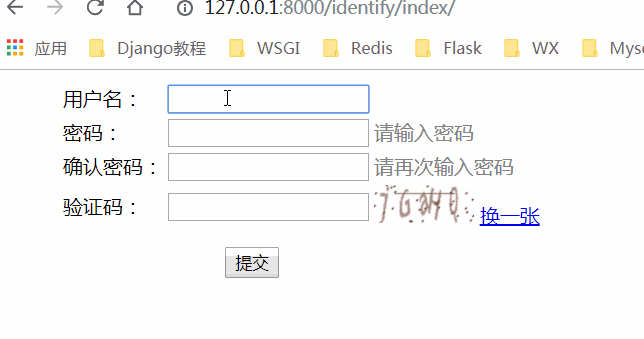 127.0.0.1:8000/identify/index/
应用 Django教程 WSGI Redis Flask WX Mys
用户名：
密码： 请输入密码
确认密码： 请再次输入密码
验证码： 换一张
提交